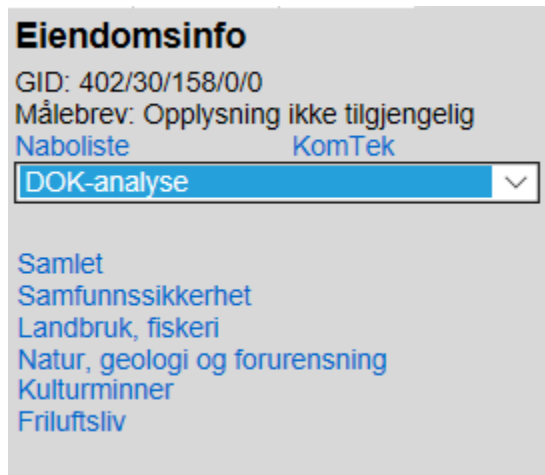 Eiendomsinfo
GID: 402/30/158/0/0
Målebrev: Opplysning ikke tilgjengelig
Naboliste KomTek
DOK-analyse
Samlet
Samfunnssikkerhet
Landbruk, fiskeri
Natur, geologi og forurensning
Kulturminner
Friluftsliv